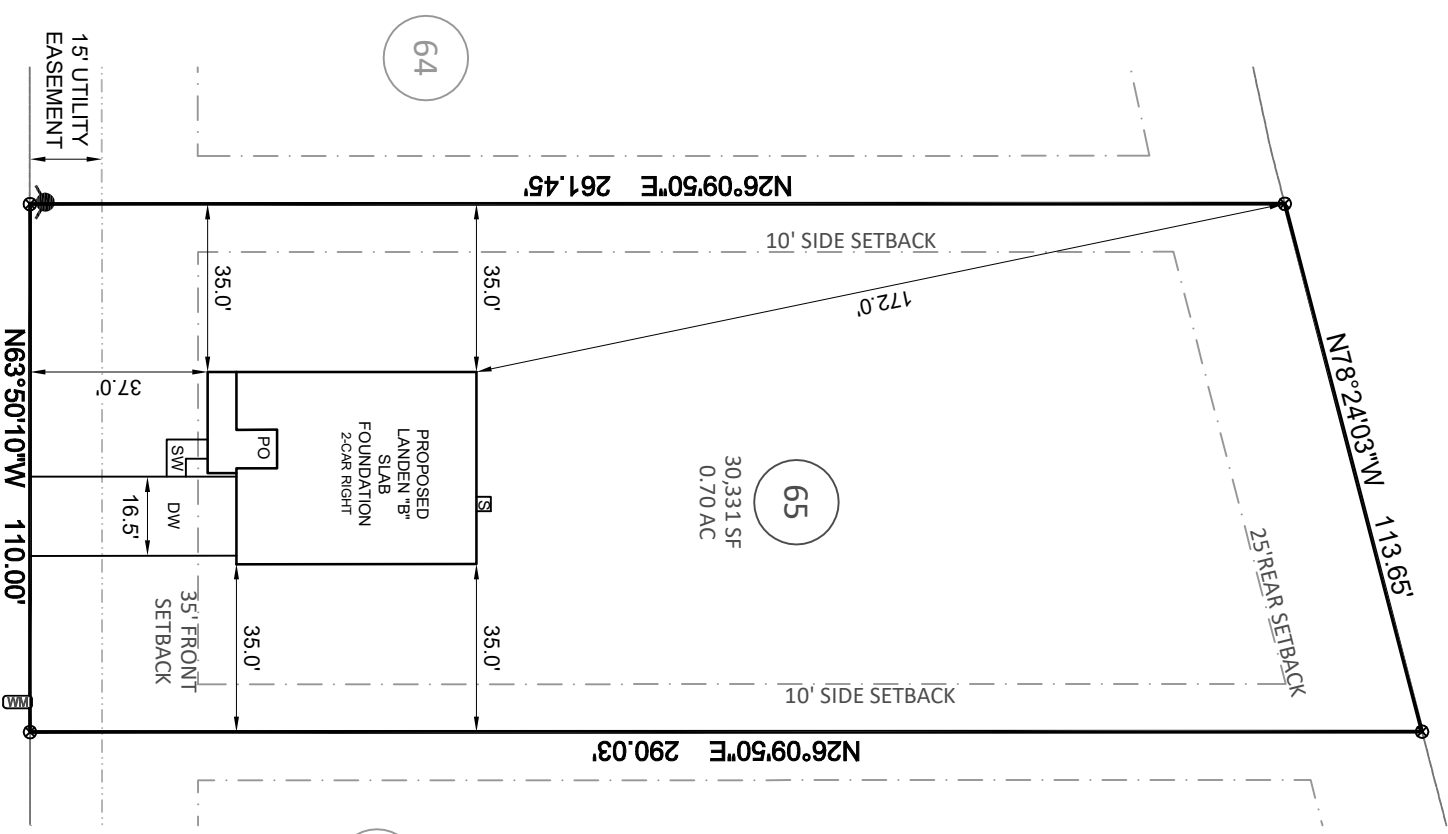 64
15' UTILITY
EASEMENT
N26°09'50"E 261.45'
10' SIDE SETBACK
35.0'
35.0'
172.0'
N78°24'03"W 113.65'
37.0'
PO
SW
DW
16.5'
PROPOSED
LANDEN "B"
SLAB
FOUNDATION
2-CAR RIGHT
S
65
30,331 SF
0.70 AC
25'REAR SETBACK
N63°50'10"W 110.00'
35' FRONT
SETBACK
35.0'
35.0'
10' SIDE SETBACK
WM
N26°09'50"E 290.03'